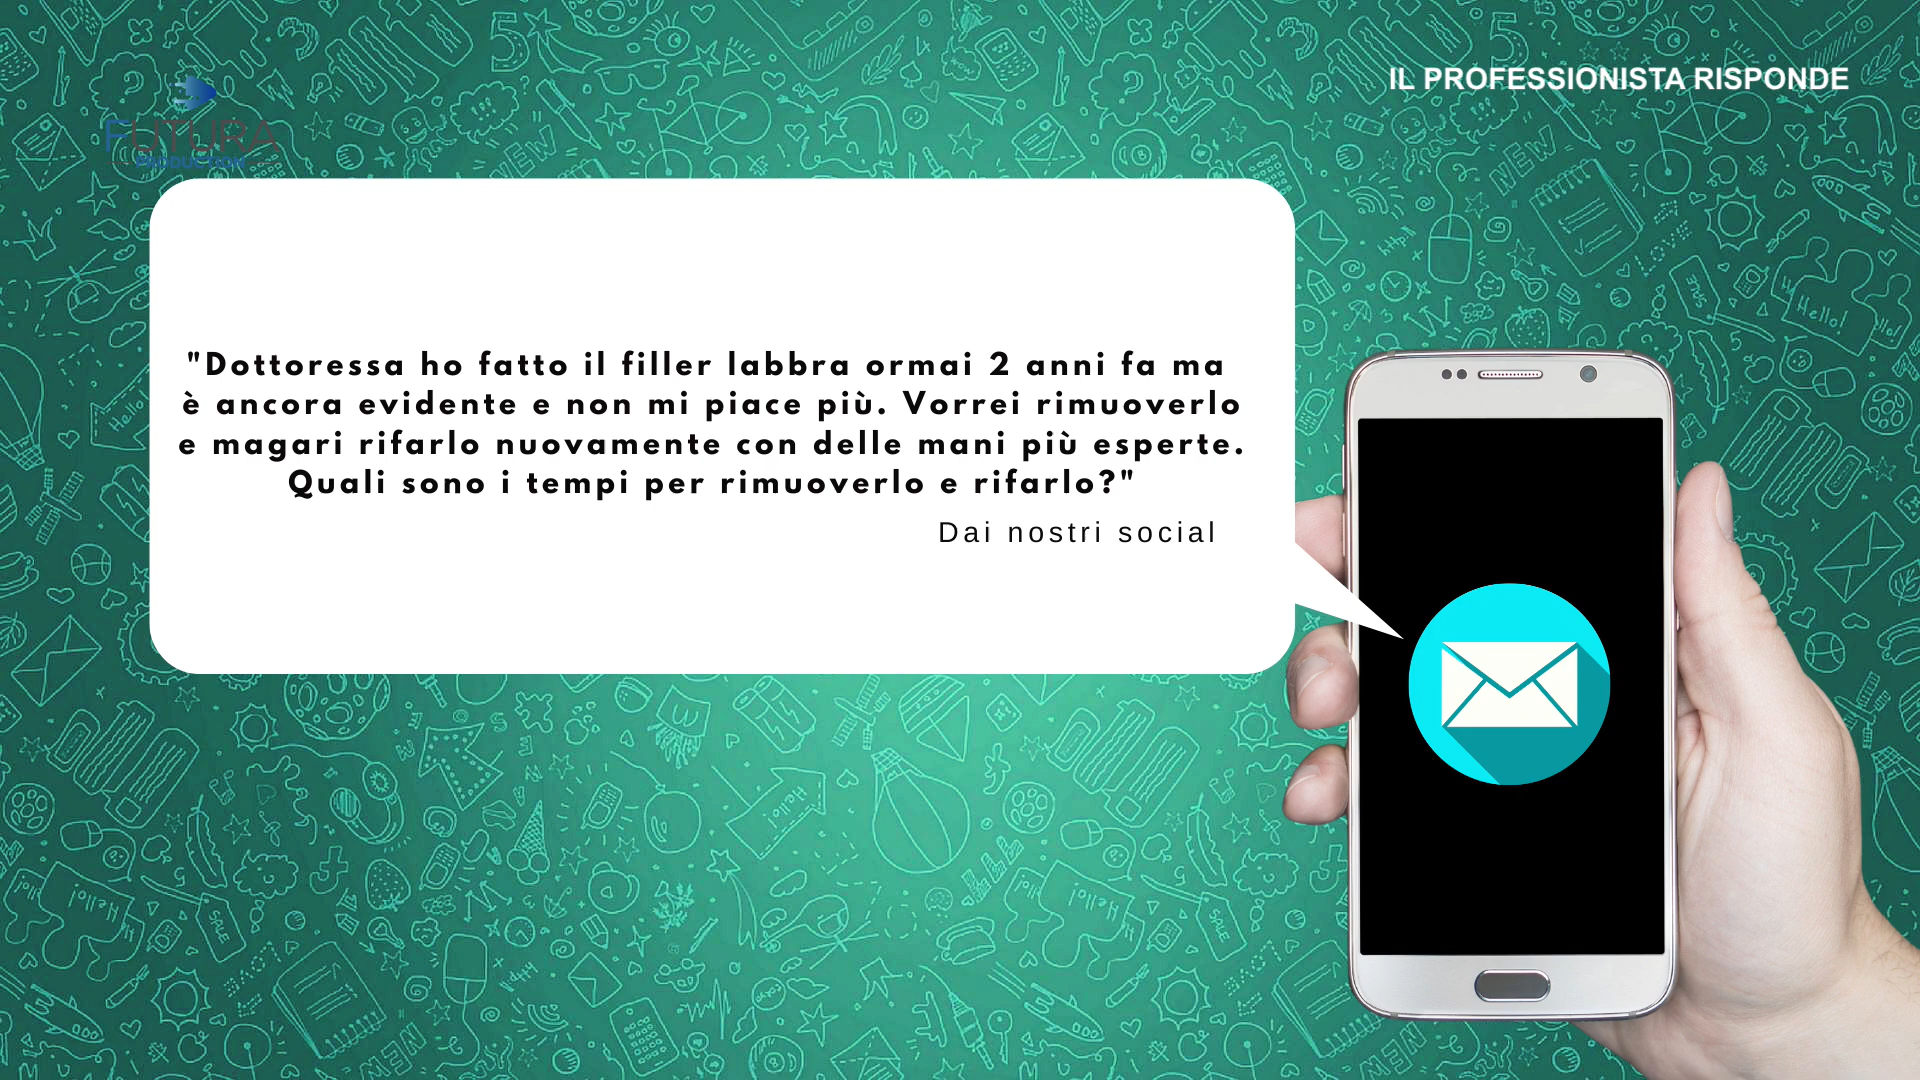 IL PROFESSIONISTA RISPONDE
FUTURA
PRODUCTION
"Dottoressa ho fatto il filler labbra ormai 2 anni fa ma
è ancora evidente e non mi piace più. Vorrei rimuoverlo
e magari rifarlo nuovamente con delle mani più esperte.
Quali sono i tempi per rimuoverlo e rifarlo?"
Dai nostri social